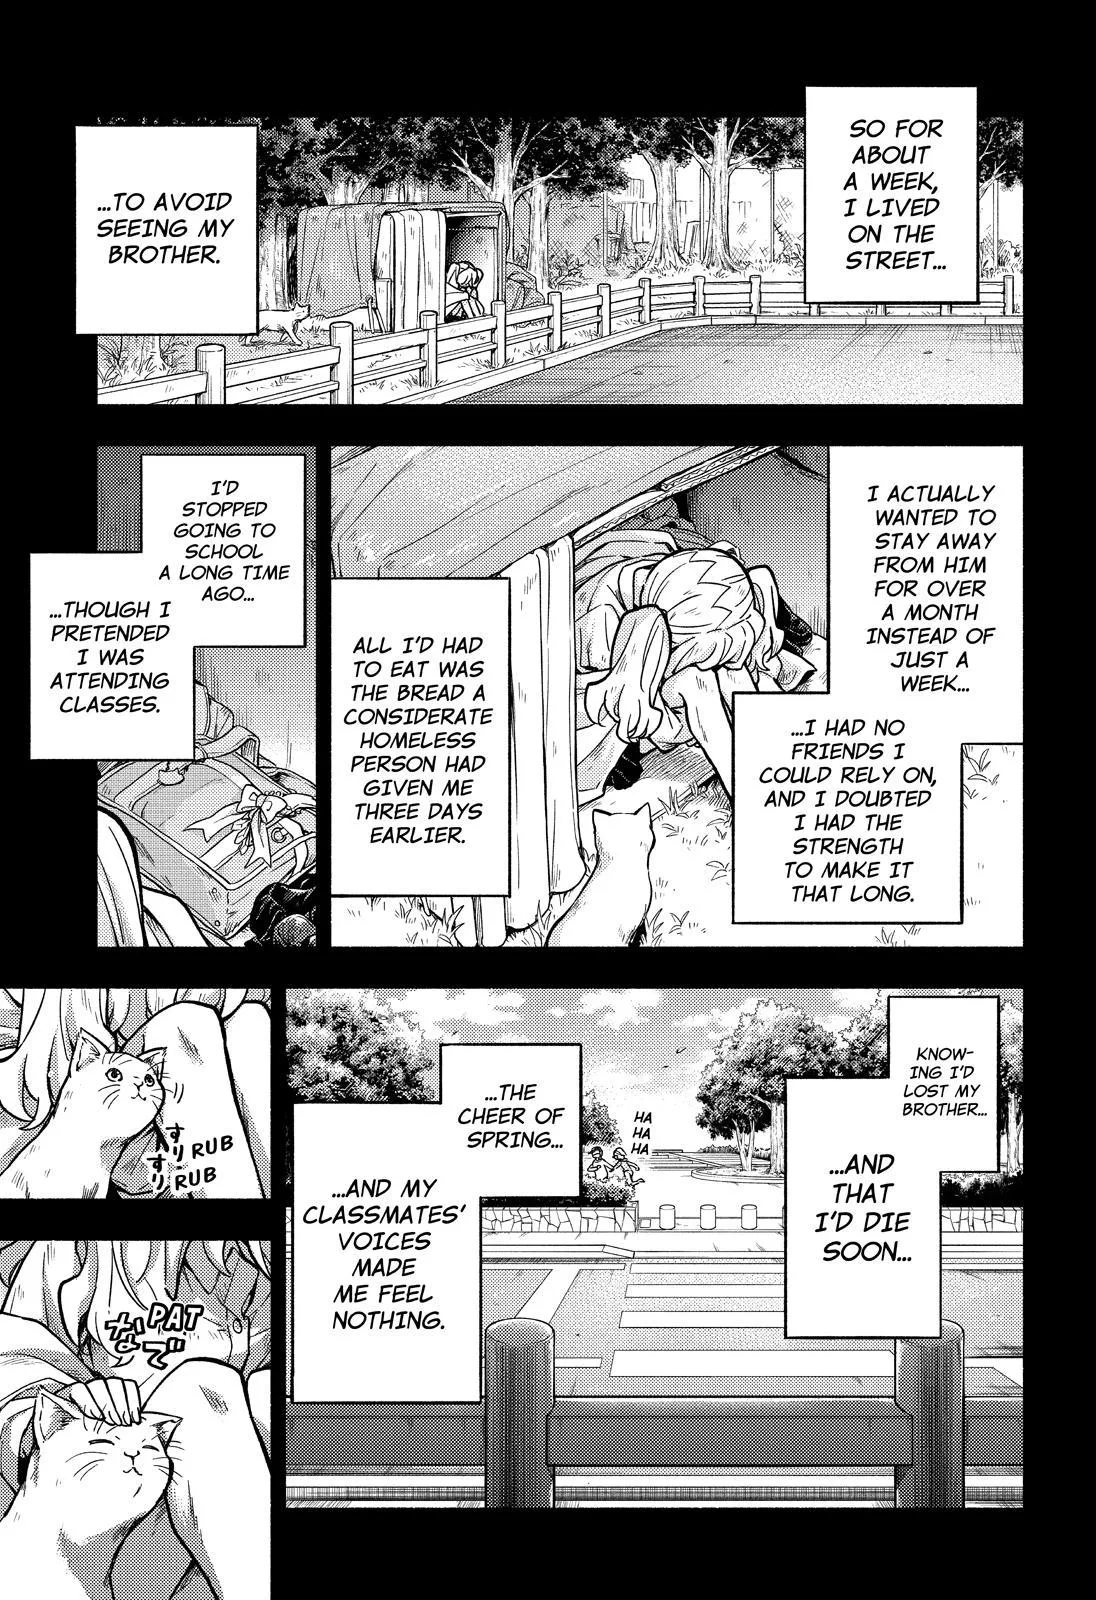 SO FOR
ABOUT
A WEEK,
I LIVED
ON THE
STREET...
...TO AVOID
SEEING MY
BROTHER.
I ACTUALLY
WANTED TO
STAY AWAY
FROM HIM
FOR OVER
A MONTH
INSTEAD OF
JUST A
WEEK...
...I HAD NO
FRIENDS I
COULD RELY ON,
AND I DOUBTED
I HAD THE
STRENGTH
TO MAKE IT
THAT LONG.
ALL I'D HAD
TO EAT WAS
THE BREAD A
CONSIDERATE
HOMELESS
PERSON HAD
GIVEN ME
THREE DAYS
EARLIER.
I'D
STOPPED
GOING TO
SCHOOL
A LONG TIME
AGO...
...THOUGH I
PRETENDED
I WAS
ATTENDING
CLASSES.
KNOW-
ING I'D
LOST MY
BROTHER...
...AND
THAT
I'D DIE
SOON...
HA
HA
HA
...THE
CHEER OF
SPRING...
...AND MY
CLASSMATES'
VOICES
MADE
ME FEEL
NOTHING.
すり
RUB
すり
RUB
PAT
なで